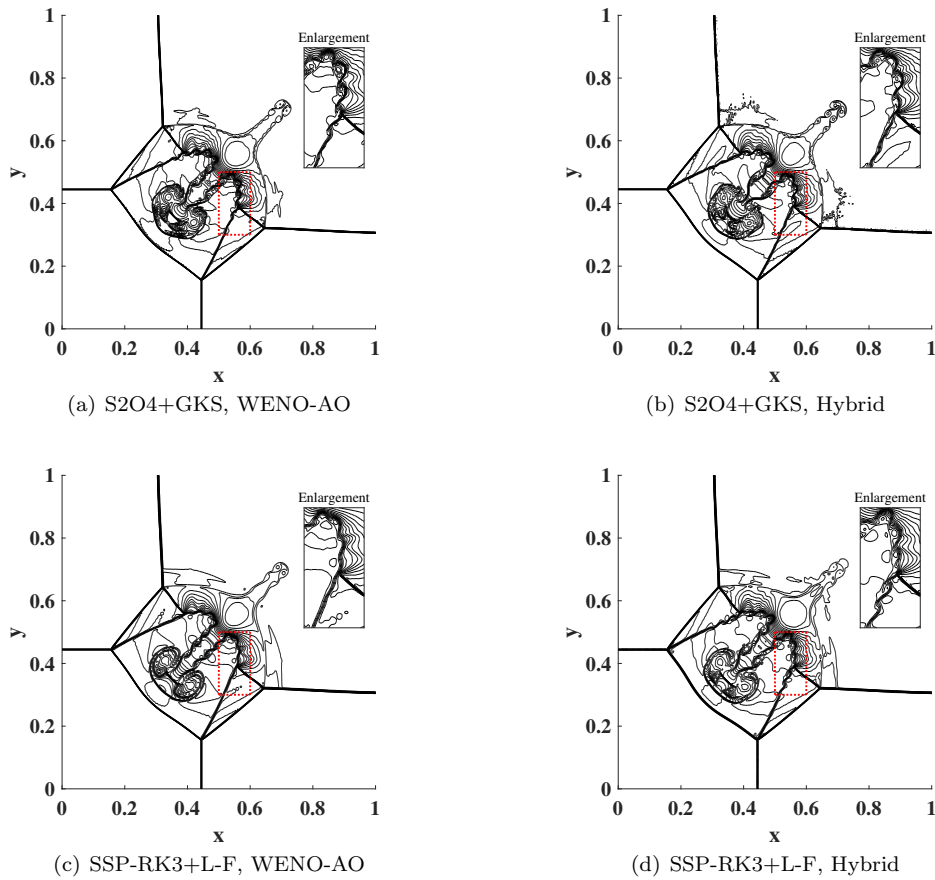 Enlargement
1
0.8
0.6
y
0.4
0.2
0
0 0.2 0.4 0.6 0.8 1
x
(a) S2O4+GKS, WENO-AO
Enlargement
1
0.8
0.6
y
0.4
0.2
0
0 0.2 0.4 0.6 0.8 1
x
(b) S2O4+GKS, Hybrid
Enlargement
1
0.8
0.6
y
0.4
0.2
0
0 0.2 0.4 0.6 0.8 1
x
(c) SSP-RK3+L-F, WENO-AO
Enlargement
1
0.8
0.6
y
0.4
0.2
0
0 0.2 0.4 0.6 0.8 1
x
(d) SSP-RK3+L-F, Hybrid